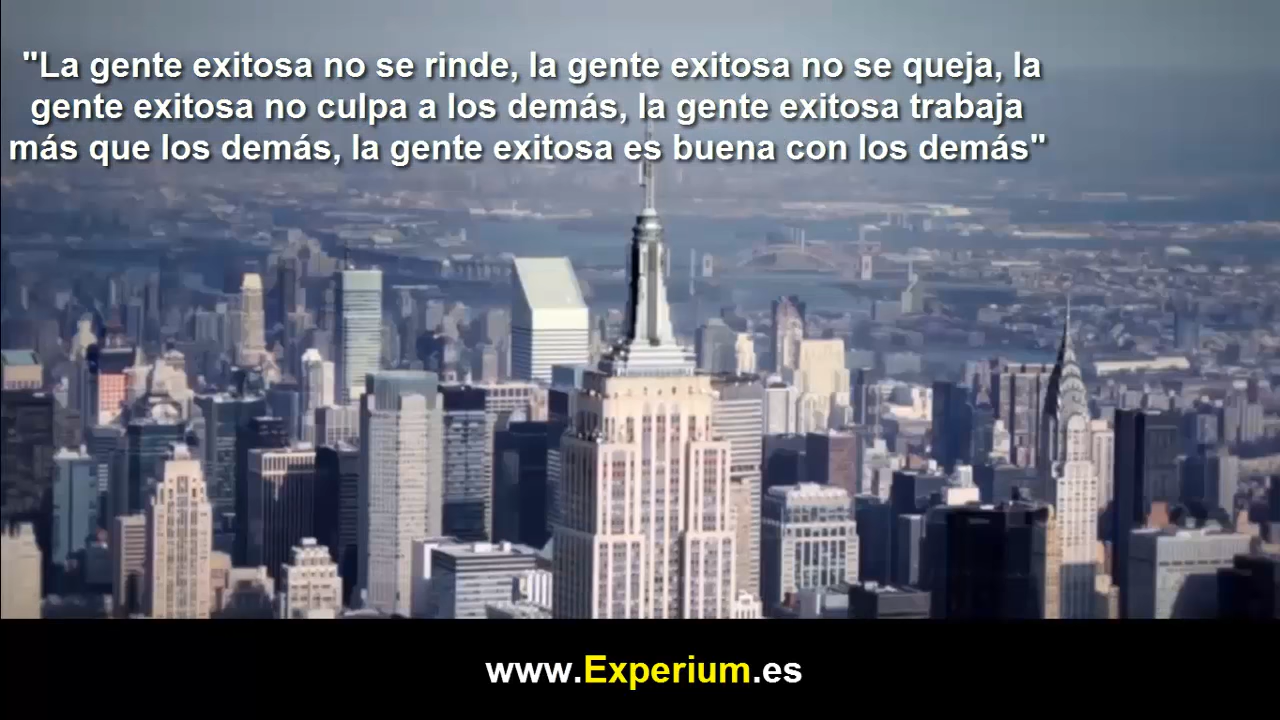 "La gente exitosa no se rinde, la gente exitosa no se queja, la
gente exitosa no culpa a los demás, la gente exitosa trabaja
más que los demás, la gente exitosa es buena con los demás"
www.Experium.es